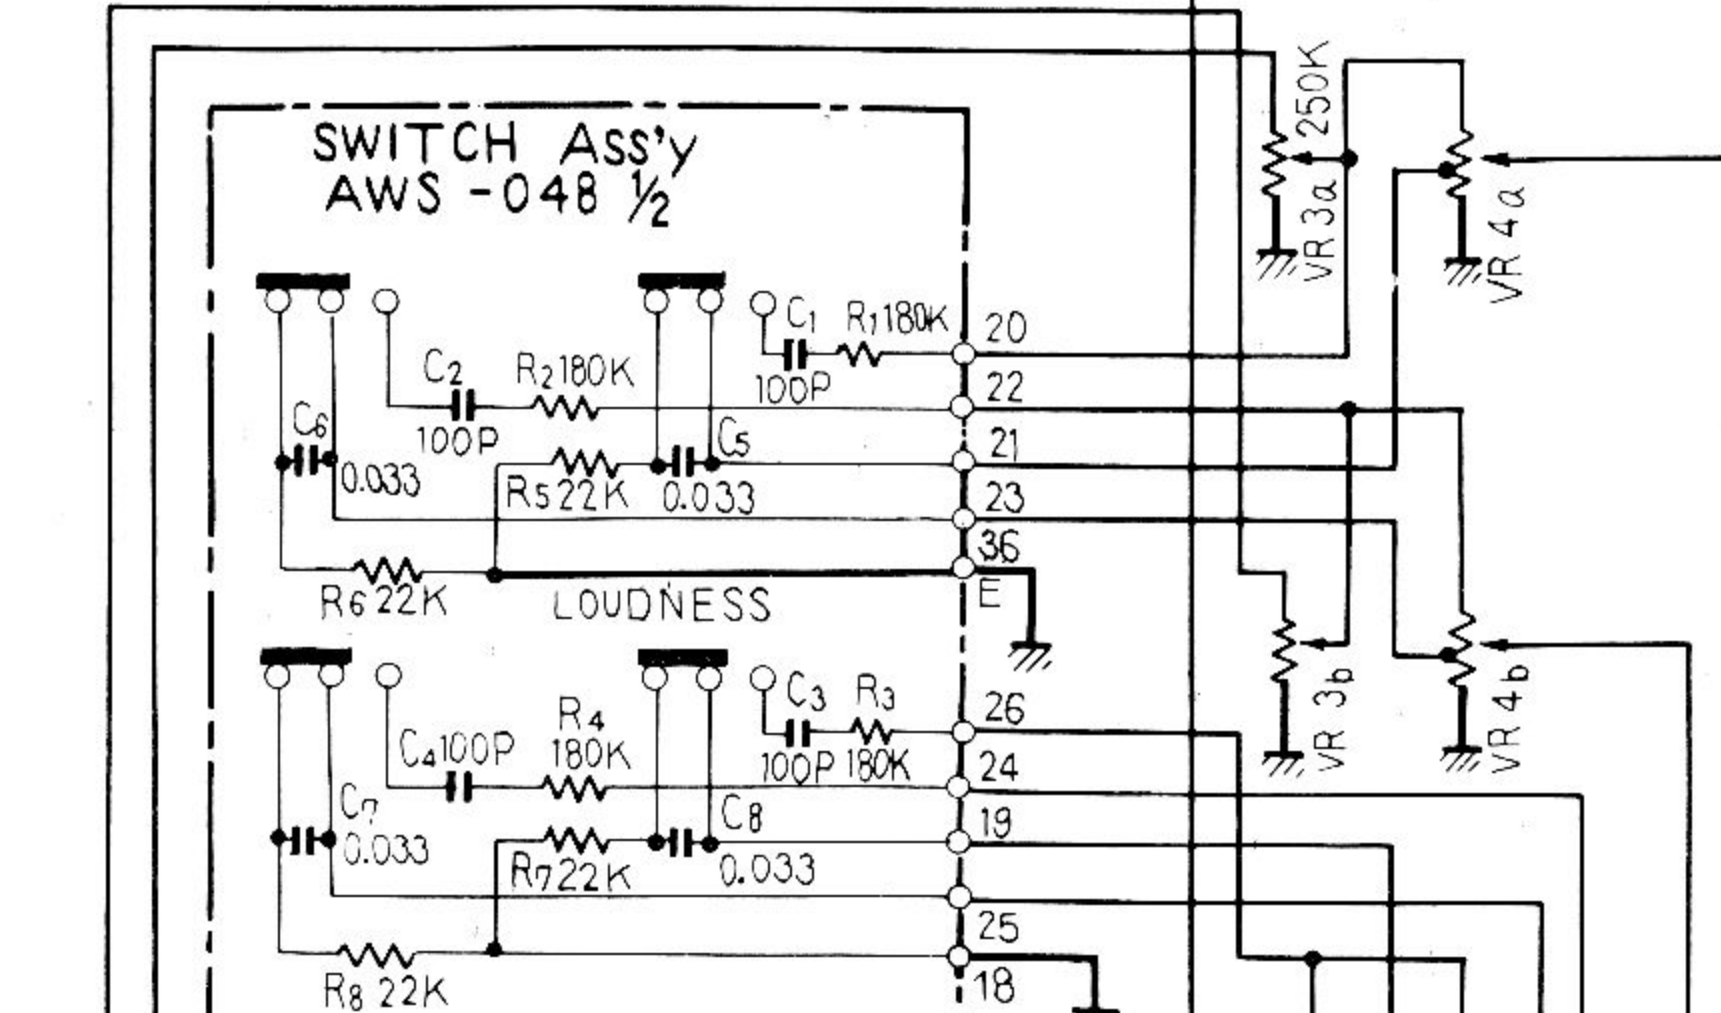 SWITCH Ass'y
AWS -048 ½
250K
VR 3a
VR 4a
C1
R1 180K
100P
20
C2
R2 180K
100P
22
C6
0.033
C5
0.033
R5 22K
21
23
36
E
R6 22K
LOUDNESS
VR 3b
VR 4b
C3
R3
100P 180K
26
R4
180K
C4 100P
24
C7
0.033
C8
0.033
R7 22K
19
25
R8 22K
18